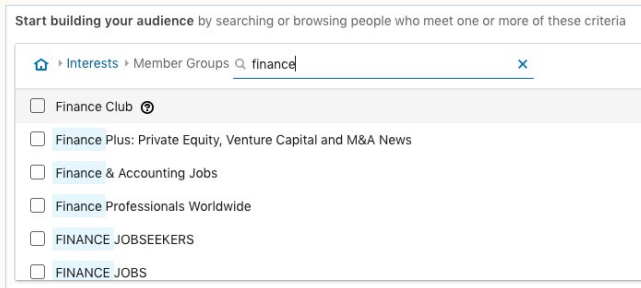 Start building your audience by searching or browsing people who meet one or more of these criteria
Interests Member Groups finance
Finance Club
Finance Plus: Private Equity, Venture Capital and M&A News
Finance & Accounting Jobs
Finance Professionals Worldwide
FINANCE JOBSEEKERS
FINANCE JOBS